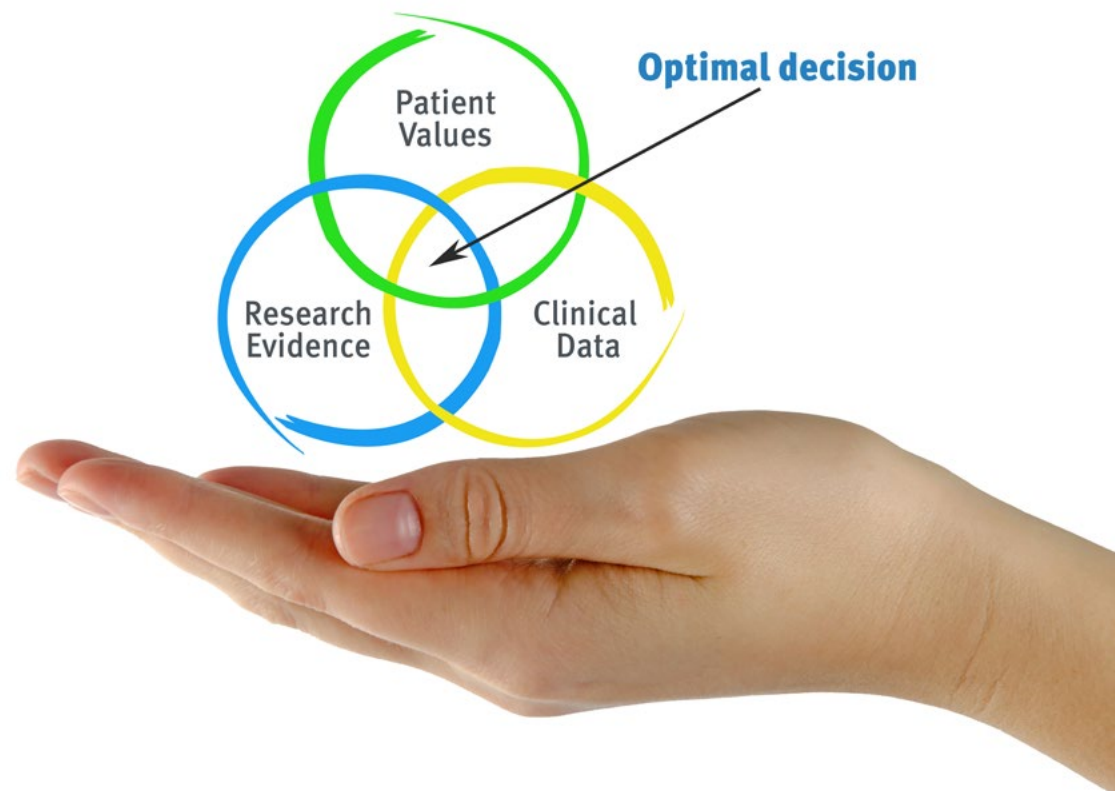 Optimal decision
Patient
Values
Research
Evidence
Clinical
Data